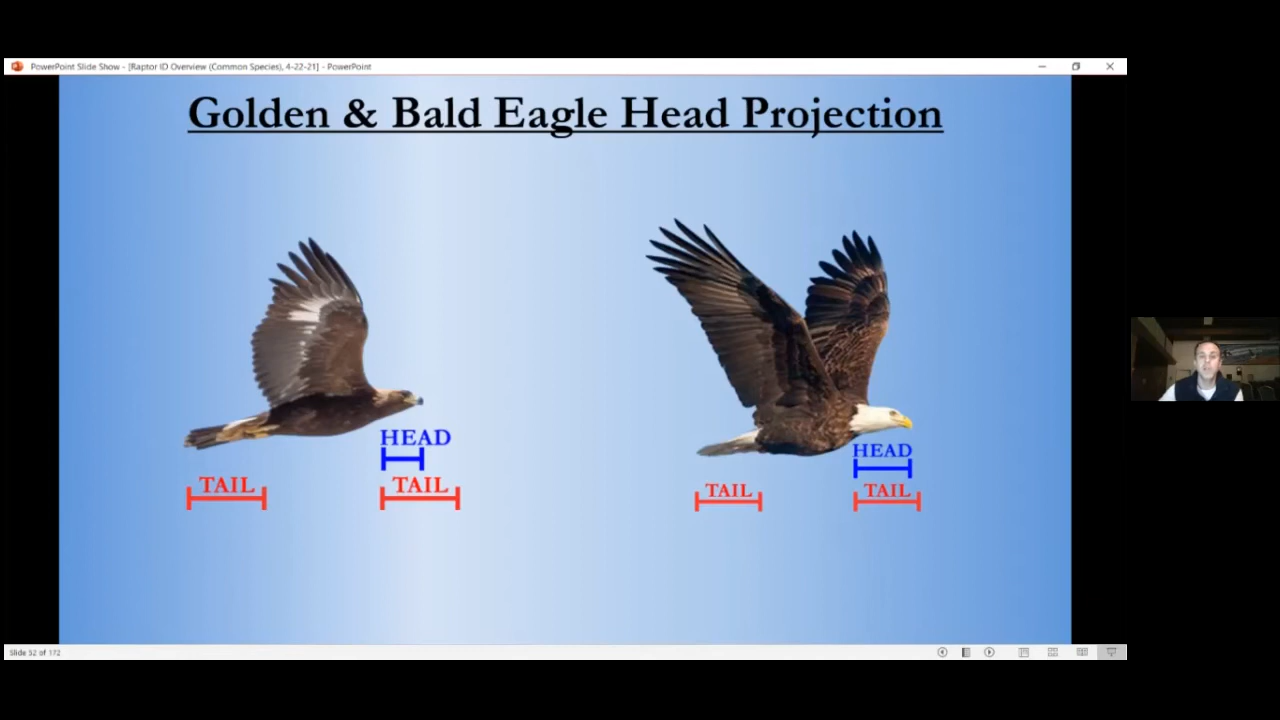 PowerPoint Slide Show - [Raptor ID Overview (Common Species), 4-22-21] - PowerPoint
Golden & Bald Eagle Head Projection
HEAD
TAIL TAIL
HEAD
TAIL TAIL
Slide 52 of 172